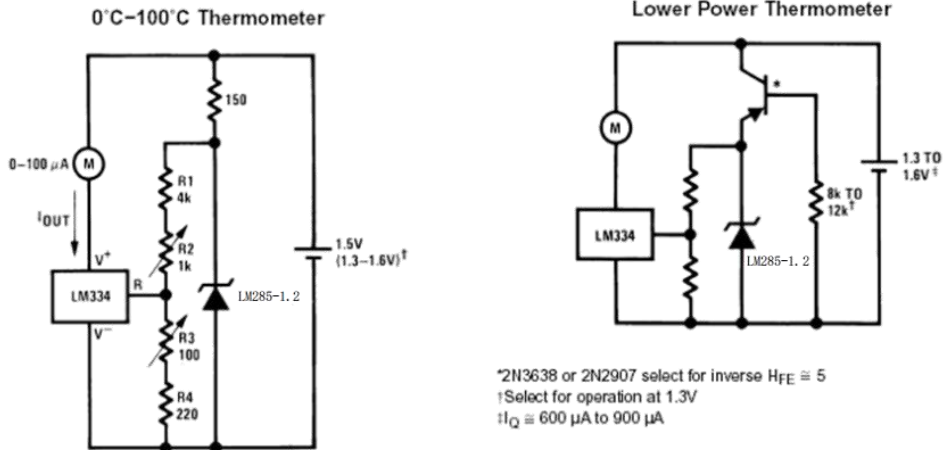 0°C–100°C Thermometer
150
0–100 μA
M
R1
4k
IOUT
R2
1k
V+
LM334
R
V−
R3
100
R4
220
LM285-1.2
1.5V
(1.3–1.6V)†
Lower Power Thermometer
*
M
LM334
LM285-1.2
8k TO
12k†
1.3 TO
1.6V‡
*2N3638 or 2N2907 select for inverse HFE ≅ 5
†Select for operation at 1.3V
‡IQ ≅ 600 μA to 900 μA